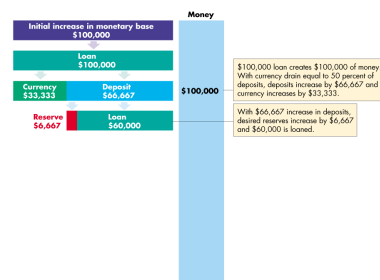 Money
Initial increase in monetary base
$100,000
Loan
$100,000
Currency
$33,333
Deposit
$66,667
$100,000
$100,000 loan creates $100,000 of money
With currency drain equal to 50 percent of
deposits, deposits increase by $66,667 and
currency increases by $33,333.
Reserve
$6,667
Loan
$60,000
With $66,667 increase in deposits,
desired reserves increase by $6,667
and $60,000 is loaned.